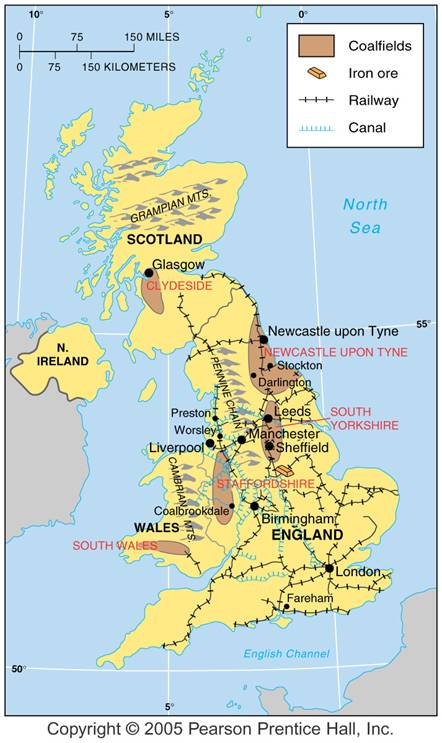 10°
5°
0°
0 75 150 MILES
0 75 150 KILOMETERS
Coalfields
Iron ore
Railway
Canal
North
Sea
GRAMPIAN MTS.
SCOTLAND
Glasgow
CLYDESIDE
55°
N.
IRELAND
Newcastle upon Tyne
NEWCASTLE UPON TYNE
Stockton
Darlington
PENNINE CHAIN
Preston
Leeds
SOUTH
YORKSHIRE
Worsley
Manchester
Liverpool
Sheffield
STAFFORDSHIRE
CAMBRIAN MTS.
Coalbrookdale
WALES
Birmingham
ENGLAND
SOUTH WALES
London
Fareham
English Channel
50°
5°
0°
Copyright © 2005 Pearson Prentice Hall, Inc.